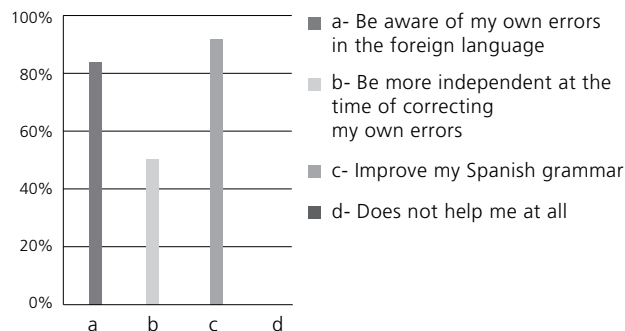 100%
80%
60%
40%
20%
0%
a b c d
a- Be aware of my own errors
in the foreign language
b- Be more independent at the
time of correcting
my own errors
c- Improve my Spanish grammar
d- Does not help me at all